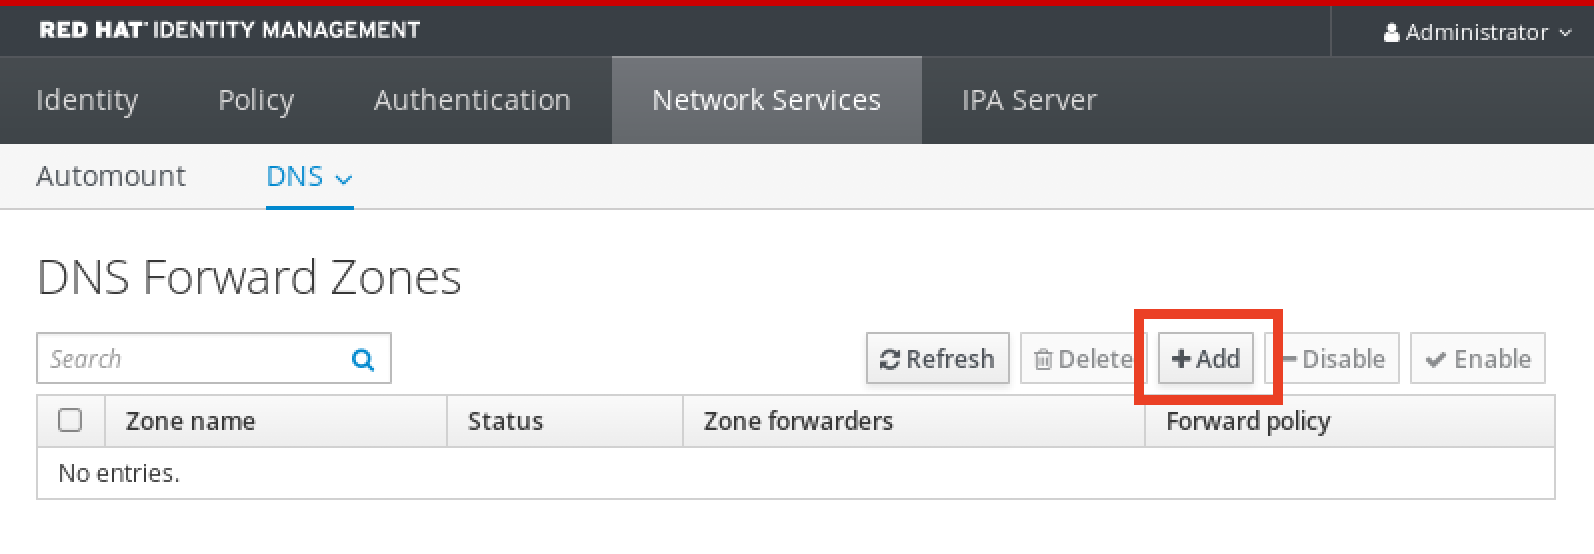 RED HAT® IDENTITY MANAGEMENT Administrator
Identity Policy Authentication Network Services IPA Server
Automount DNS
DNS Forward Zones
Search Refresh Delete Add Disable Enable
Zone name Status Zone forwarders Forward policy
No entries.